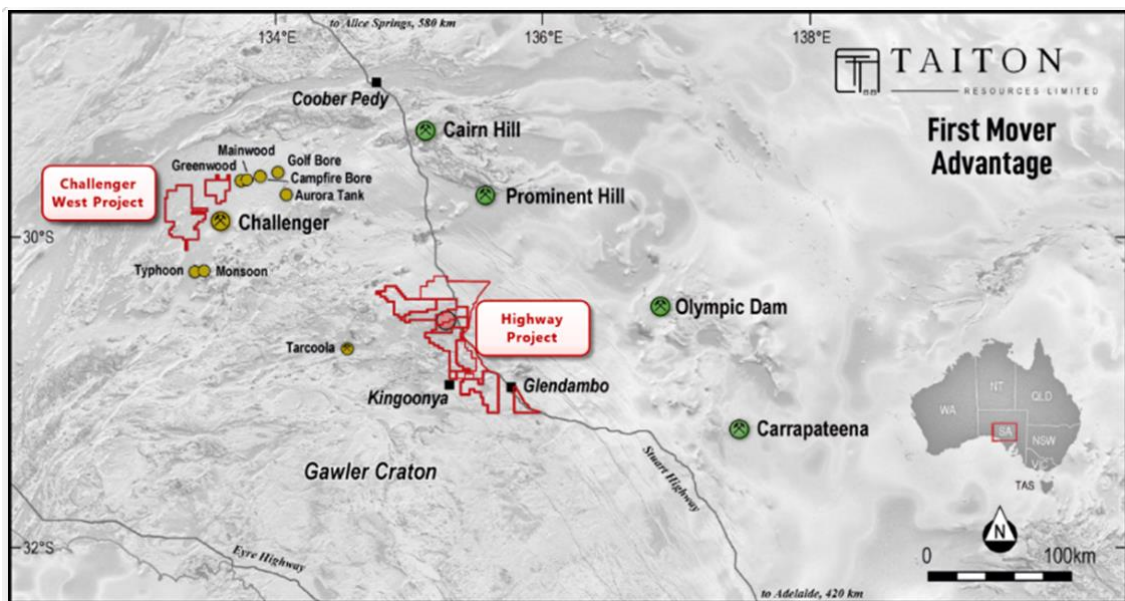 to Alice Springs, 580 km
134°E
136°E
138°E
TAITON
RESOURCES LIMITED
First Mover
Advantage
Coober Pedy
Cairn Hill
Mainwood
Golf Bore
Greenwood
Campfire Bore
Aurora Tank
Challenger
West Project
Prominent Hill
Challenger
30°S
Typhoon
Monsoon
Olympic Dam
Highway
Project
Tarcoola
Kingoonya
Glendambo
Carrapateena
Gawler Craton
Stuart Highway
WA
NT
QLD
SA
NSW
VIC
TAS
N
32°S
Eyre Highway
0
100km
to Adelaide, 420 km